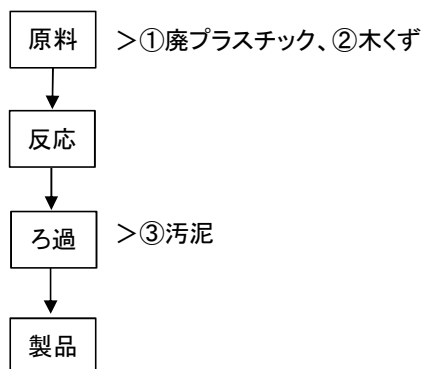 原料 ＞①廃プラスチック、②木くず
反応
ろ過 ＞③汚泥
製品